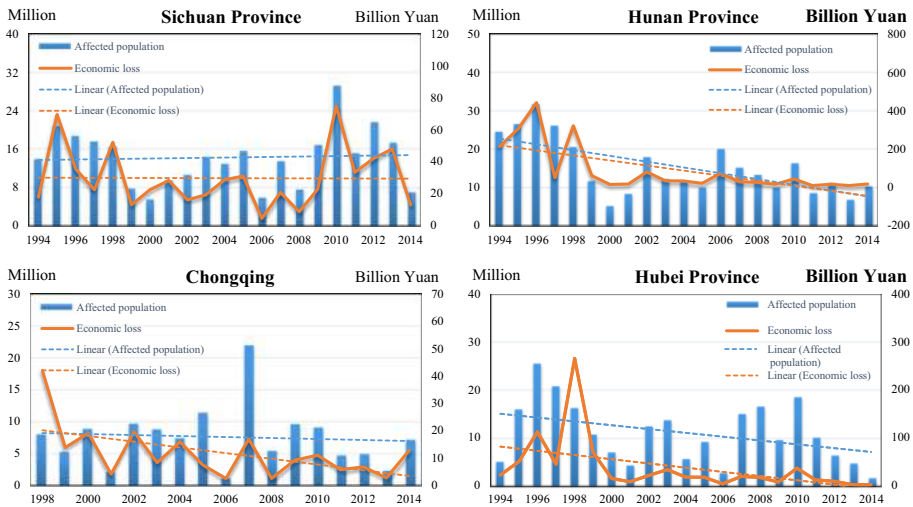 Million Sichuan Province Billion Yuan
40 120
32 100
24 80
16 60
8 40
0 20
0
Affected population
Economic loss
Linear (Affected population)
Linear (Economic loss)
1994 1996 1998 2000 2002 2004 2006 2008 2010 2012 2014
Million Hunan Province Billion Yuan
50 800
40 600
30 400
20 200
10 0
0 -200
Affected population
Economic loss
Linear (Affected population)
Linear (Economic loss)
1994 1996 1998 2000 2002 2004 2006 2008 2010 2012 2014
Million Chongqing Billion Yuan
30 70
25 60
20 50
15 40
10 30
5 20
0 10
0
Affected population
Economic loss
Linear (Affected population)
Linear (Economic loss)
1998 2000 2002 2004 2006 2008 2010 2012 2014
Million Hubei Province Billion Yuan
40 400
30 300
20 200
10 100
0 0
Affected population
Economic loss
Linear (Affected
population)
Linear (Economic loss)
1994 1996 1998 2000 2002 2004 2006 2008 2010 2012 2014